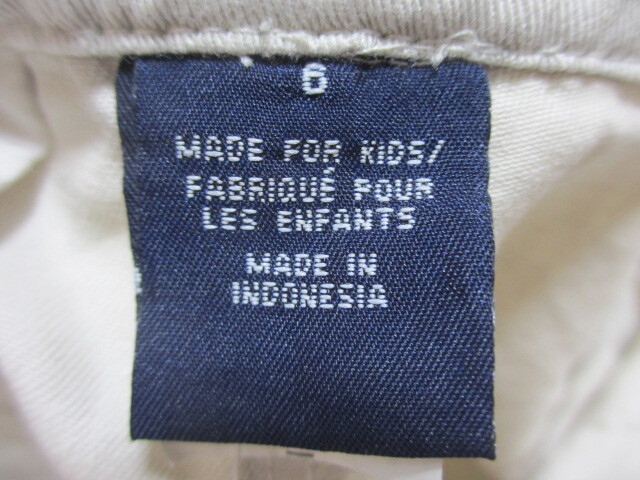 6
MADE FOR KIDS/
FABRIQUÉ POUR
LES ENFANTS
MADE IN
INDONESIA